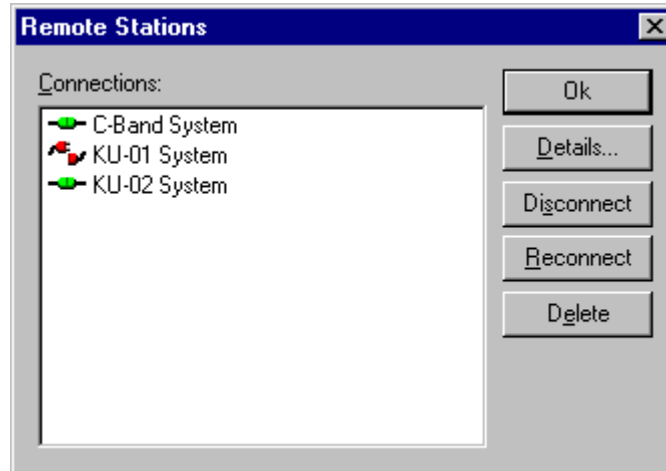 Remote Stations
Connections:
C-Band System
KU-01 System
KU-02 System
Ok
Details...
Disconnect
Reconnect
Delete